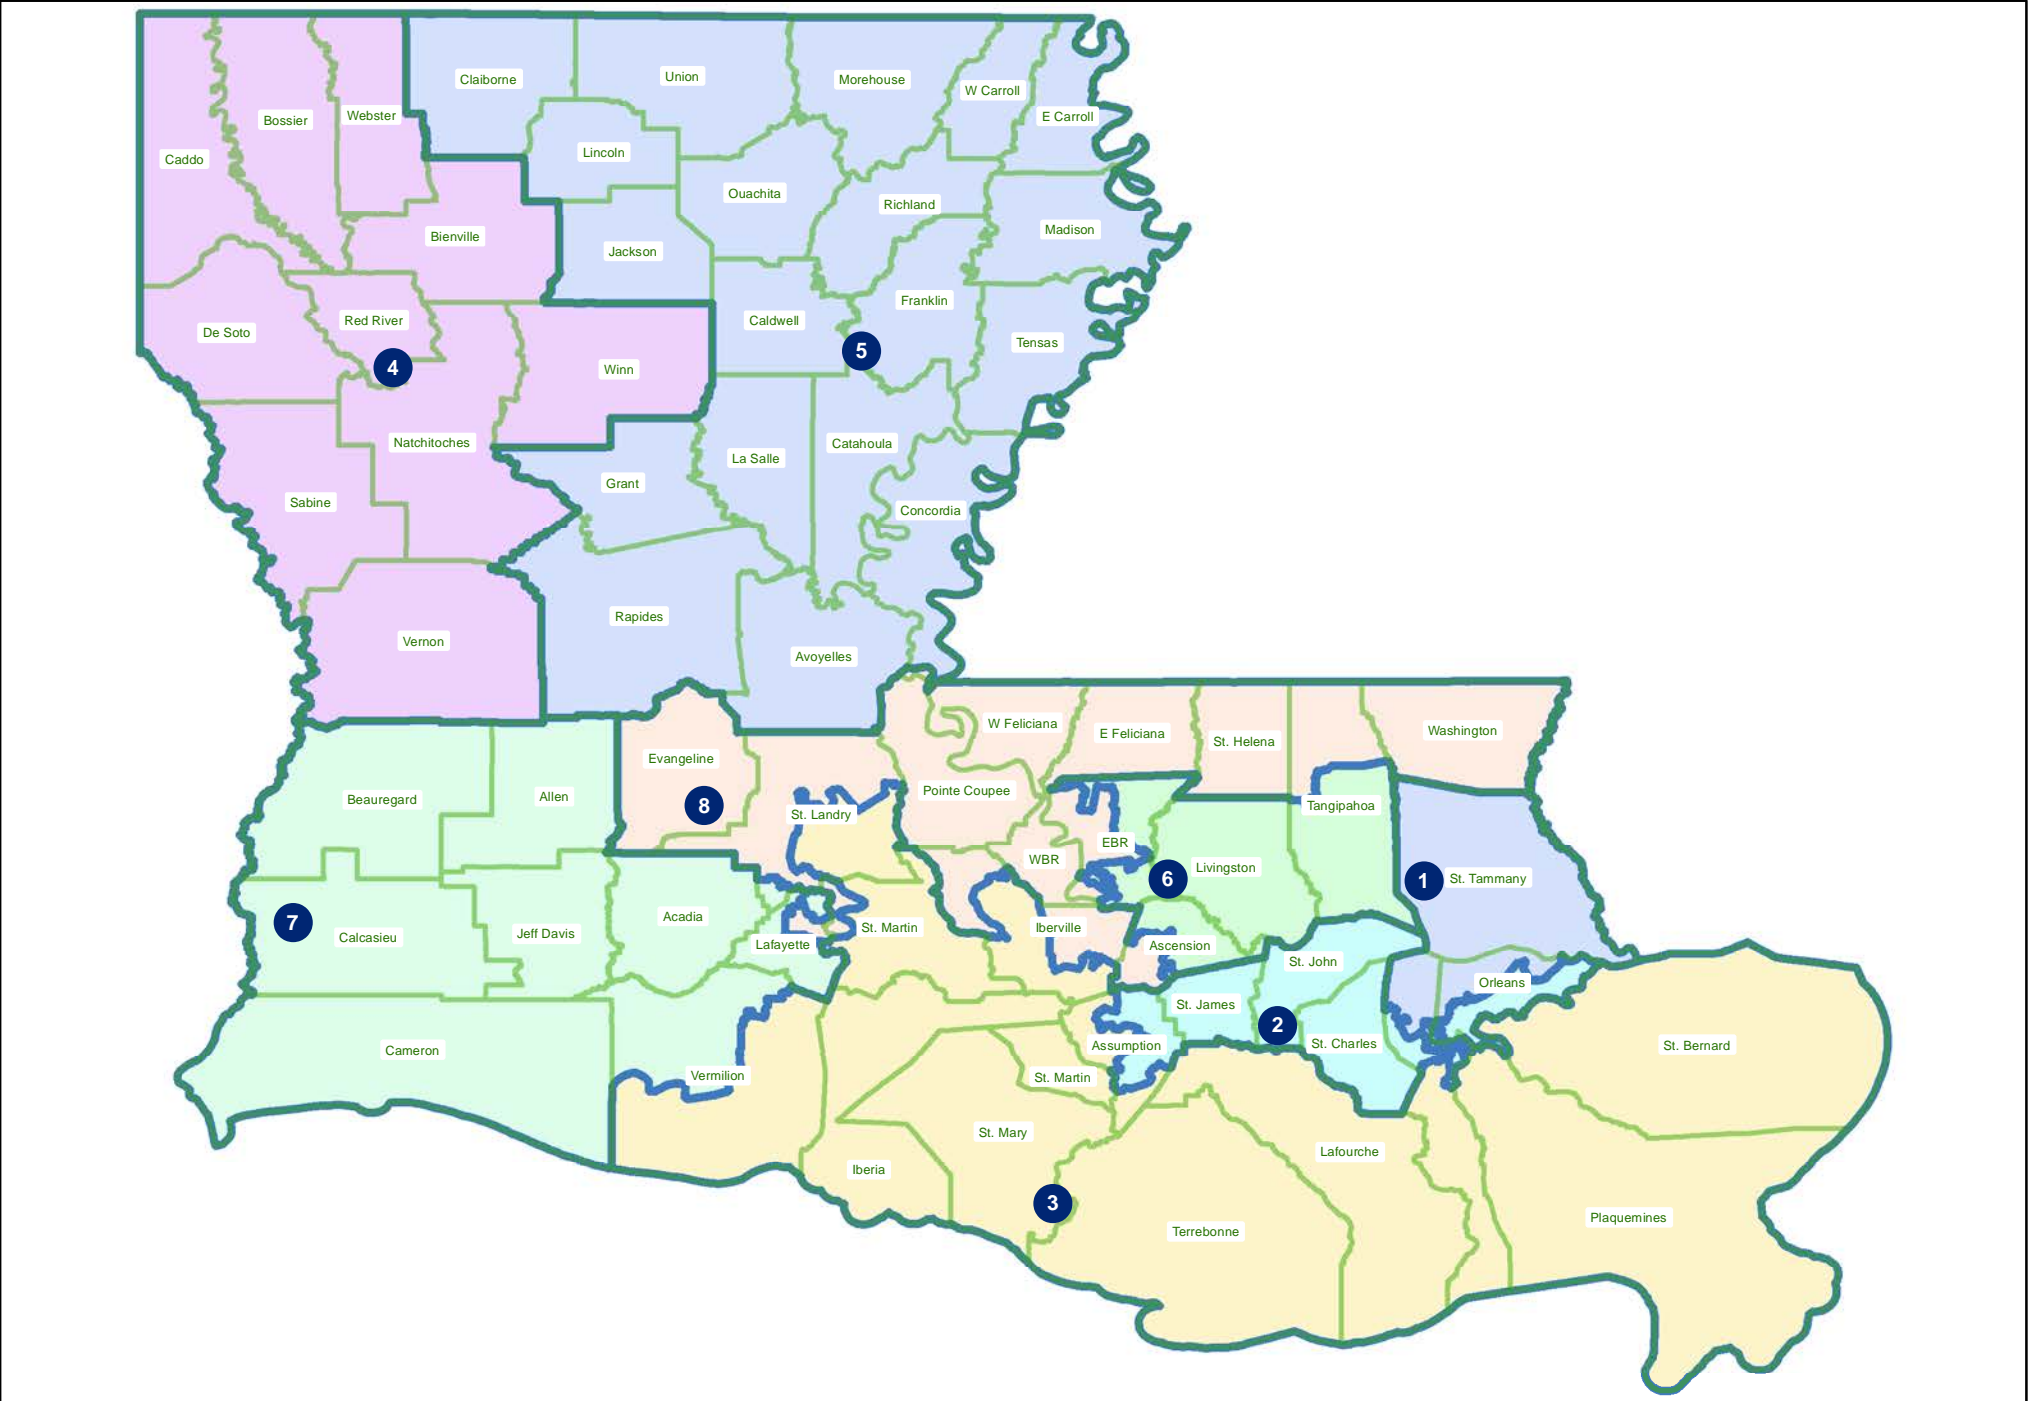 Claiborne
Union
Morehouse
W Carroll
E Carroll
Webster
Bossier
Caddo
Lincoln
Ouachita
Richland
Madison
Bienville
Jackson
Franklin
Red River
Caldwell
De Soto
Tensas
5
4
Winn
Natchitoches
Catahoula
La Salle
Grant
Sabine
Concordia
Rapides
Vernon
Avoyelles
W Feliciana
E Feliciana
St. Helena
Washington
Evangeline
Pointe Coupee
Beauregard
Allen
8
St. Landry
Tangipahoa
EBR
WBR
Livingston
6
1
St. Tammany
Acadia
7
Calcasieu
Jeff Davis
Lafayette
St. Martin
Iberville
Ascension
St. John
Orleans
St. James
2
Cameron
Assumption
St. Charles
St. Bernard
Vermilion
St. Martin
St. Mary
Lafourche
Iberia
3
Terrebonne
Plaquemines